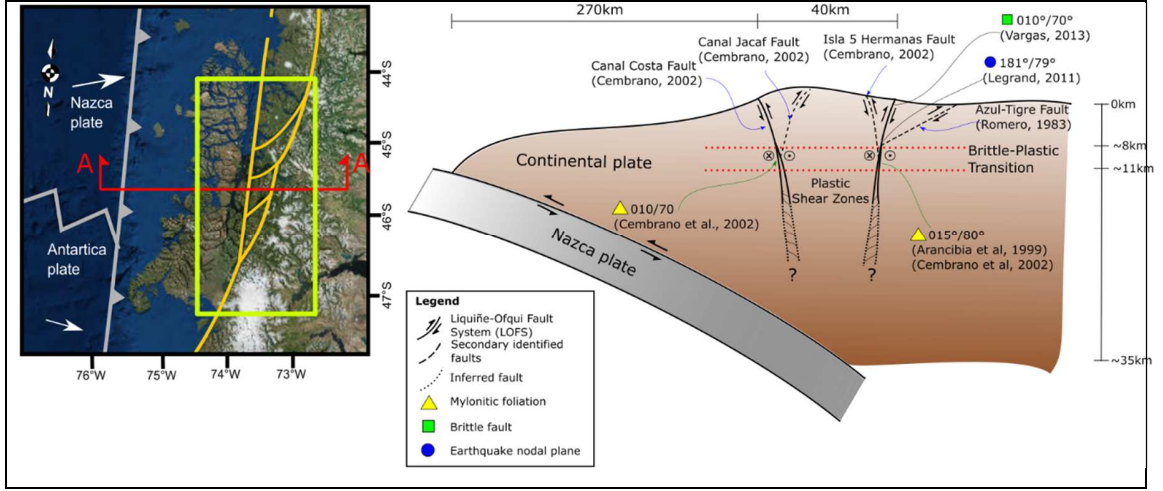 N
Nazca
plate
Antartica
plate
A
A
44°S
45°S
46°S
47°S
76°W
75°W
74°W
73°W
270km
40km
Canal Costa Fault
(Cembrano, 2002)
Canal Jacaf Fault
(Cembrano, 2002)
Isla 5 Hermanas Fault
(Cembrano, 2002)
010°/70°
(Vargas, 2013)
181°/79°
(Legrand, 2011)
Azul-Tigre Fault
(Romero, 1983)
0km
~8km
~11km
~35km
Brittle-Plastic
Transition
Continental plate
Plastic
Shear Zones
010/70
(Cembrano et al., 2002)
015°/80°
(Arancibia et al, 1999)
(Cembrano et al, 2002)
Nazca plate
?
?
Legend
Liquiñe-Ofqui Fault
System (LOFS)
Secondary identified
faults
Inferred fault
Mylonitic foliation
Brittle fault
Earthquake nodal plane